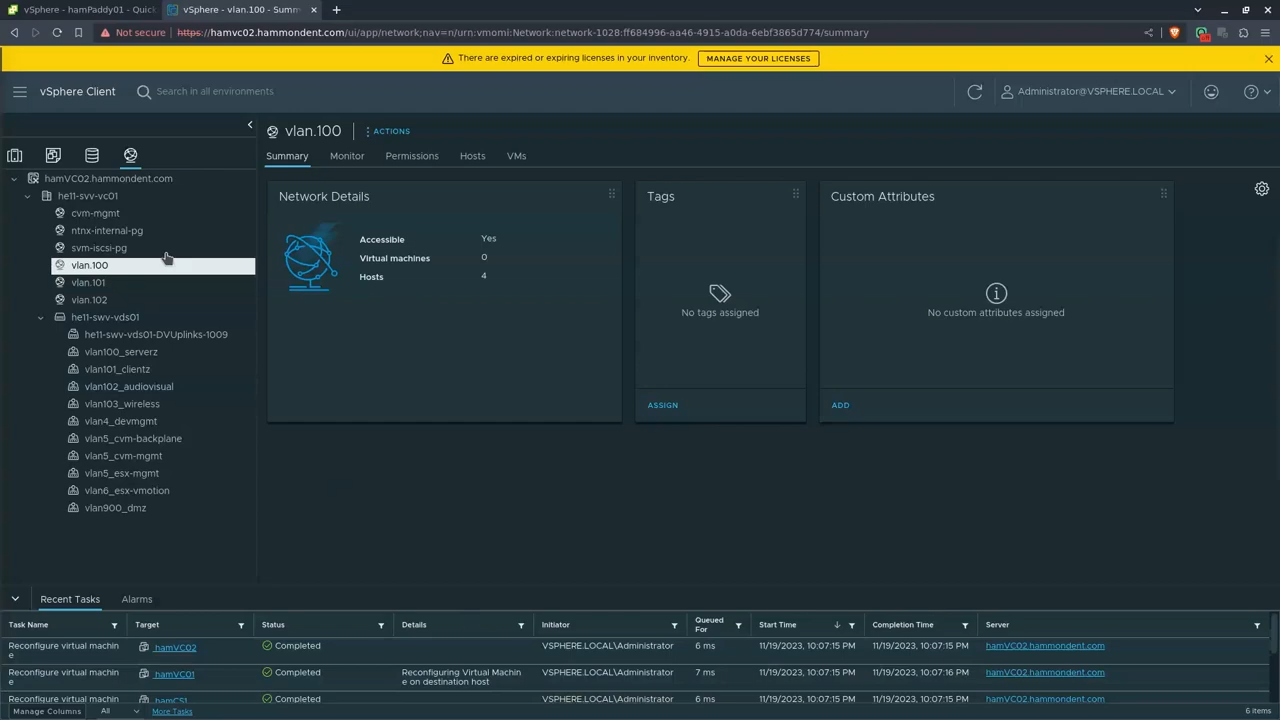 vSphere - hamPaddy01 - Quick
vSphere - vlan.100 - Summ
Not secure
https://hamvc02.hammondent.com/ui/app/network;nav=n/urn:vmomi:Network:network-1028:ff684996-aa46-4915-a0da-6ebf3865d774/summary
There are expired or expiring licenses in your inventory.
MANAGE YOUR LICENSES
vSphere Client
Search in all environments
Administrator@VSPHERE.LOCAL
vlan.100
ACTIONS
Summary
Monitor
Permissions
Hosts
VMs
hamVC02.hammondent.com
he11-svv-vc01
cvm-mgmt
ntnx-internal-pg
svm-iscsi-pg
vlan.100
vlan.101
vlan.102
he11-swv-vds01
he11-swv-vds01-DVUplinks-1009
vlan100_serverz
vlan101_clientz
vlan102_audiovisual
vlan103_wireless
vlan4_devmgmt
vlan5_cvm-backplane
vlan5_cvm-mgmt
vlan5_esx-mgmt
vlan6_esx-vmotion
vlan900_dmz
Network Details
Accessible Yes
Virtual machines 0
Hosts 4
Tags
No tags assigned
ASSIGN
Custom Attributes
No custom attributes assigned
ADD
Recent Tasks
Alarms
Task Name Target Status Details Initiator Queued For Start Time Completion Time Server
Reconfigure virtual machine hamVC02 Completed VSPHERE.LOCAL\Administrator 6 ms 11/19/2023, 10:07:15 PM 11/19/2023, 10:07:15 PM hamVC02.hammondent.com
Reconfigure virtual machine hamVC01 Completed Reconfiguring Virtual Machine on destination host VSPHERE.LOCAL\Administrator 7 ms 11/19/2023, 10:07:15 PM 11/19/2023, 10:07:16 PM hamVC02.hammondent.com
Reconfigure virtual machin hamCS1 Completed VSPHERE.LOCAL\Administrator 6 ms 11/19/2023, 10:07:15 PM 11/19/2023, 10:07:15 PM hamVC02.hammondent.com
Manage Columns All More Tasks 6 items